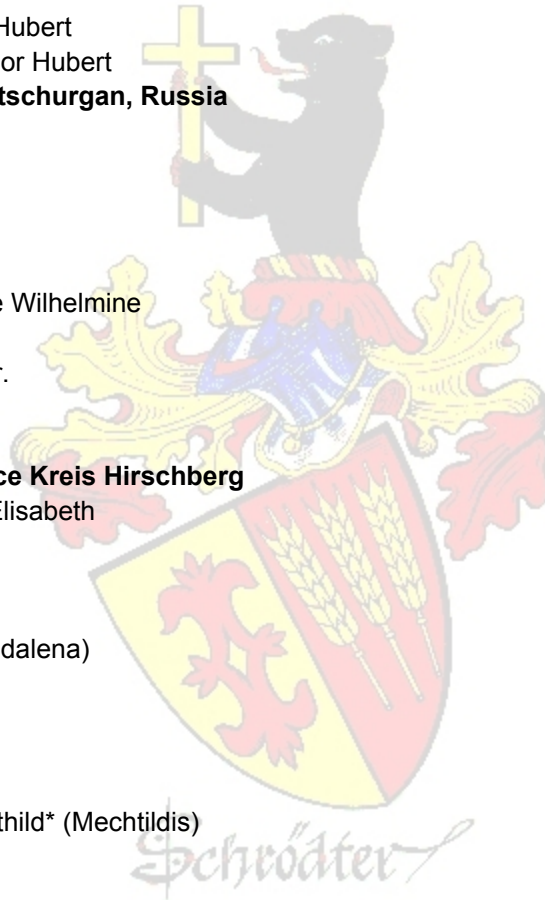 Hubert
or Hubert
tschurgan, Russia
e Wilhelmine
r.
ce Kreis Hirschberg
Elisabeth
dalena)
thild* (Mechtildis)
Schrödter